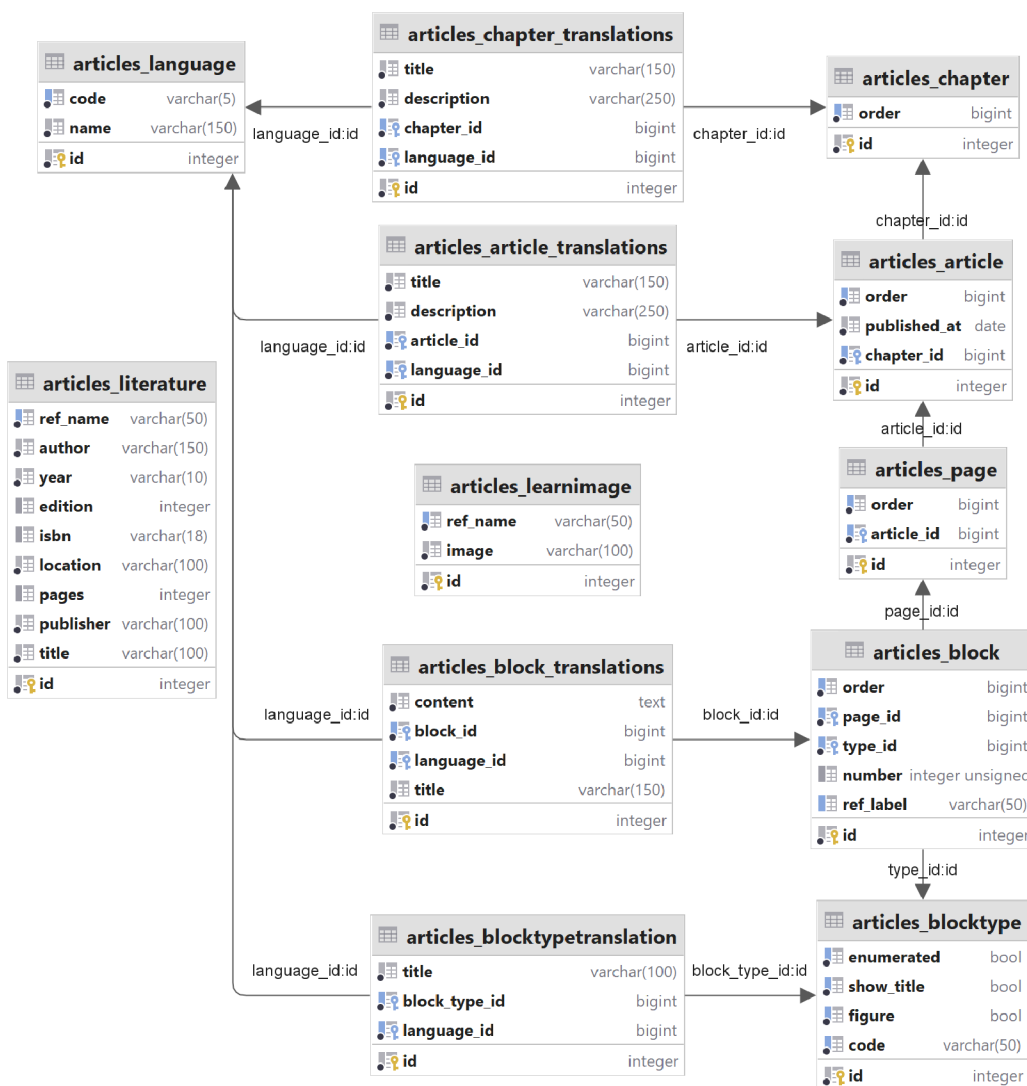 articles_language
code varchar(5)
name varchar(150)
id integer
articles_chapter_translations
title varchar(150)
description varchar(250)
chapter_id bigint
language_id bigint
id integer
articles_chapter
order bigint
id integer
language_id:id
chapter_id:id
chapter_id:id
articles_article_translations
title varchar(150)
description varchar(250)
article_id bigint
language_id bigint
id integer
articles_article
order bigint
published_at date
chapter_id bigint
id integer
language_id:id
article_id:id
article_id:id
articles_literature
ref_name varchar(50)
author varchar(150)
year varchar(10)
edition integer
isbn varchar(18)
location varchar(100)
pages integer
publisher varchar(100)
title varchar(100)
id integer
articles_learnimage
ref_name varchar(50)
image varchar(100)
id integer
articles_page
order bigint
article_id bigint
id integer
page_id:id
articles_block_translations
content text
block_id bigint
language_id bigint
title varchar(150)
id integer
articles_block
order bigint
page_id bigint
type_id bigint
number integer unsigned
ref_label varchar(50)
id integer
language_id:id
block_id:id
type_id:id
articles_blocktypetranslation
title varchar(100)
block_type_id bigint
language_id bigint
id integer
articles_blocktype
enumerated bool
show_title bool
figure bool
code varchar(50)
id integer
language_id:id
block_type_id:id